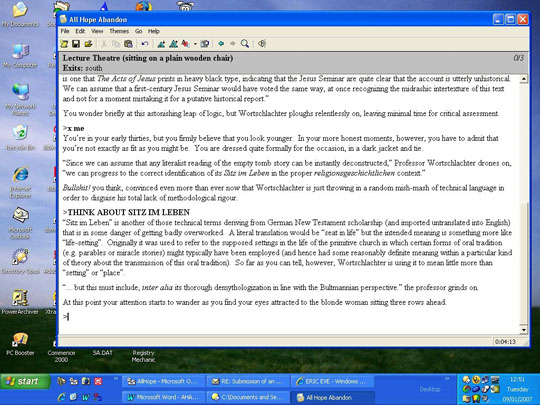 My Documents
My Computer
My Network
Places
Recycle Bin
Internet
Explorer
Microsoft
Outlook
Directory Opus
PowerArchiver
PC Booster
Commence
2000
SA.DAT
Registry
Mechanic
All Hope Abandon
File Edit View Themes Go Help
Lecture Theatre (sitting on a plain wooden chair) 0/3
Exits: south
is one that The Acts of Jesus prints in heavy black type, indicating that the Jesus Seminar are quite clear that the account is utterly unhistorical.
We can assume that a first-century Jesus Seminar would have voted the same way, at once recognizing the midrashic intertexture of this text
and not for a moment mistaking it for a putative historical report.”
You wonder briefly at this astonishing leap of logic, but Wortschlachter ploughs relentlessly on, leaving minimal time for critical assessment.
>x me
You're in your early thirties, but you firmly believe that you look younger. In your more honest moments, however, you have to admit that
you're not exactly as fit as you might be. You are dressed quite formally for the occasion, in a dark jacket and tie.
“Since we can assume that any literalist reading of the empty tomb story can be instantly deconstructed,” Professor Wortschlachter drones on,
“we can progress to the correct identification of its Sitz im Leben in the proper religionsgeschichtlichen context.”
Bullshit! you think, convinced even more than ever now that Wortschlachter is just throwing in a random mish-mash of technical language in
order to disguise his total lack of methodological rigour.
>THINK ABOUT SITZ IM LEBEN
“Sitz im Leben” is another of those technical terms deriving from German New Testament scholarship (and imported untranslated into English)
that is in some danger of getting badly overworked. A literal translation would be “seat in life” but the intended meaning is something more like
“life-setting”. Originally it was used to refer to the supposed settings in the life of the primitive church in which certain forms of oral tradition
(e.g. parables or miracle stories) might typically have been employed (and hence had some reasonably definite meaning within a particular kind
of theory about the transmission of this oral tradition). So far as you can tell, however, Wortschlachter is using it to mean little more than
“setting” or “place”.
“... but this must include, inter alia its thorough demythologization in line with the Bultmannian perspective.” the professor grinds on.
At this point your attention starts to wander as you find your eyes attracted to the blonde woman sitting three rows ahead.
>
0:04:13
start
AllHope - Microsoft O...
RE: Submission of an ...
ERIC EVE - Windows ...
Microsoft Word - AHA...
C:\Documents and Se...
All Hope Abandon
Desktop
12:51
Tuesday
09/01/2007